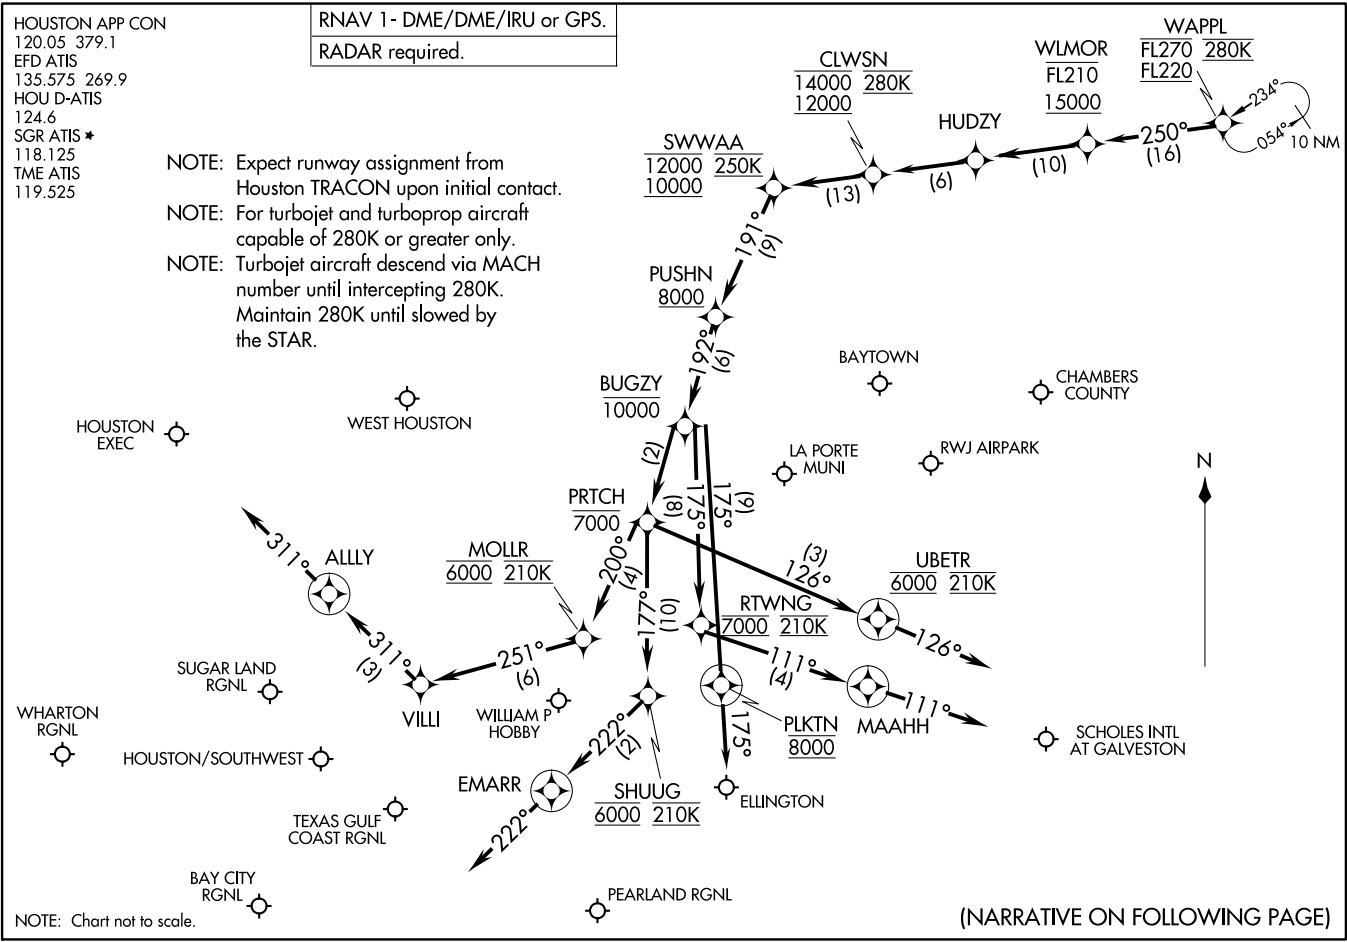 HOUSTON APP CON
120.05 379.1
EFD ATIS
135.575 269.9
HOU D-ATIS
124.6
SGR ATIS ★
118.125
TME ATIS
119.525
RNAV 1- DME/DME/IRU or GPS.
RADAR required.
NOTE: Expect runway assignment from
Houston TRACON upon initial contact.
NOTE: For turbojet and turboprop aircraft
capable of 280K or greater only.
NOTE: Turbojet aircraft descend via MACH
number until intercepting 280K.
Maintain 280K until slowed by
the STAR.
WAPPL
FL270 280K
FL220
234°
054°
10 NM
250°
(16)
WLMOR
FL210
15000
(10)
HUDZY
(6)
CLWSN
14000 280K
12000
(13)
SWWAA
12000 250K
10000
191°
(9)
PUSHN
8000
192°
(6)
BUGZY
10000
(2)
175°
(8)
175°
(9)
PRTCH
7000
200°
(4)
177°
(10)
(3)
126°
UBETR
6000 210K
126°
MOLLR
6000 210K
251°
(6)
VILLI
311°
(3)
ALLLY
311°
RTWNG
7000 210K
111°
(4)
MAAHH
111°
PLKTN
8000
175°
SHUUG
6000 210K
222°
(2)
EMARR
222°
BAYTOWN
CHAMBERS
COUNTY
LA PORTE
MUNI
RWJ AIRPARK
WEST HOUSTON
HOUSTON
EXEC
SUGAR LAND
RGNL
WHARTON
RGNL
HOUSTON/SOUTHWEST
WILLIAM P
HOBBY
TEXAS GULF
COAST RGNL
BAY CITY
RGNL
PEARLAND RGNL
ELLINGTON
SCHOLES INTL
AT GALVESTON
N
NOTE: Chart not to scale.
(NARRATIVE ON FOLLOWING PAGE)